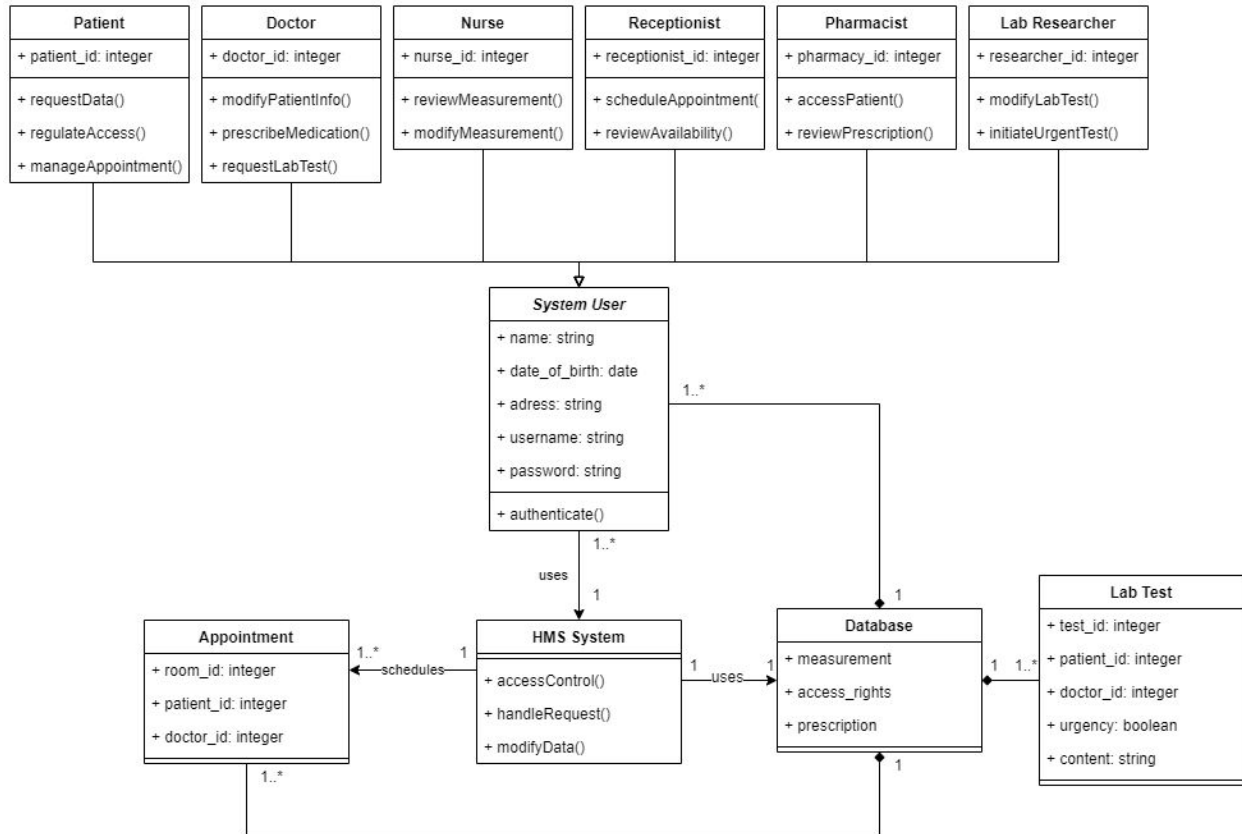 Patient
+ patient_id: integer
+ requestData()
+ regulateAccess()
+ manageAppointment()
Doctor
+ doctor_id: integer
+ modifyPatientInfo()
+ prescribeMedication()
+ requestLabTest()
Nurse
+ nurse_id: integer
+ reviewMeasurement()
+ modifyMeasurement()
Receptionist
+ receptionist_id: integer
+ scheduleAppointment(
+ reviewAvailability()
Pharmacist
+ pharmacy_id: integer
+ accessPatient()
+ reviewPrescription()
Lab Researcher
+ researcher_id: integer
+ modifyLabTest()
+ initiateUrgentTest()
System User
+ name: string
+ date_of_birth: date
+ adress: string
+ username: string
+ password: string
+ authenticate()
1..*
1..*
uses
1
1
Appointment
+ room_id: integer
+ patient_id: integer
+ doctor_id: integer
1..*
1..*
schedules
1
HMS System
+ accessControl()
+ handleRequest()
+ modifyData()
1
uses
1
Database
+ measurement
+ access_rights
+ prescription
1
1
1..*
Lab Test
+ test_id: integer
+ patient_id: integer
+ doctor_id: integer
+ urgency: boolean
+ content: string